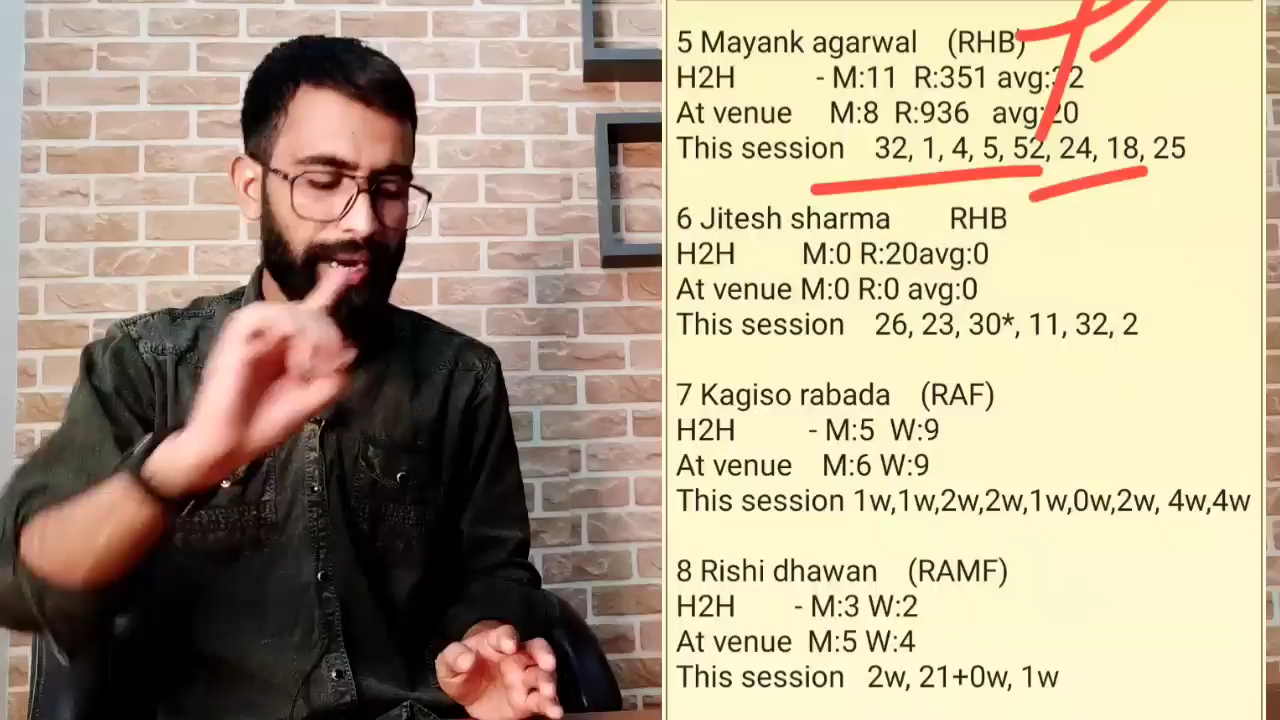 5 Mayank agarwal (RHB)
H2H - M:11 R:351 avg:32
At venue M:8 R:936 avg:20
This session 32, 1, 4, 5, 52, 24, 18, 25
6 Jitesh sharma RHB
H2H M:0 R:20avg:0
At venue M:0 R:0 avg:0
This session 26, 23, 30*, 11, 32, 2
7 Kagiso rabada (RAF)
H2H - M:5 W:9
At venue M:6 W:9
This session 1w,1w,2w,2w,1w,0w,2w, 4w,4w
8 Rishi dhawan (RAMF)
H2H - M:3 W:2
At venue M:5 W:4
This session 2w, 21+0w, 1w